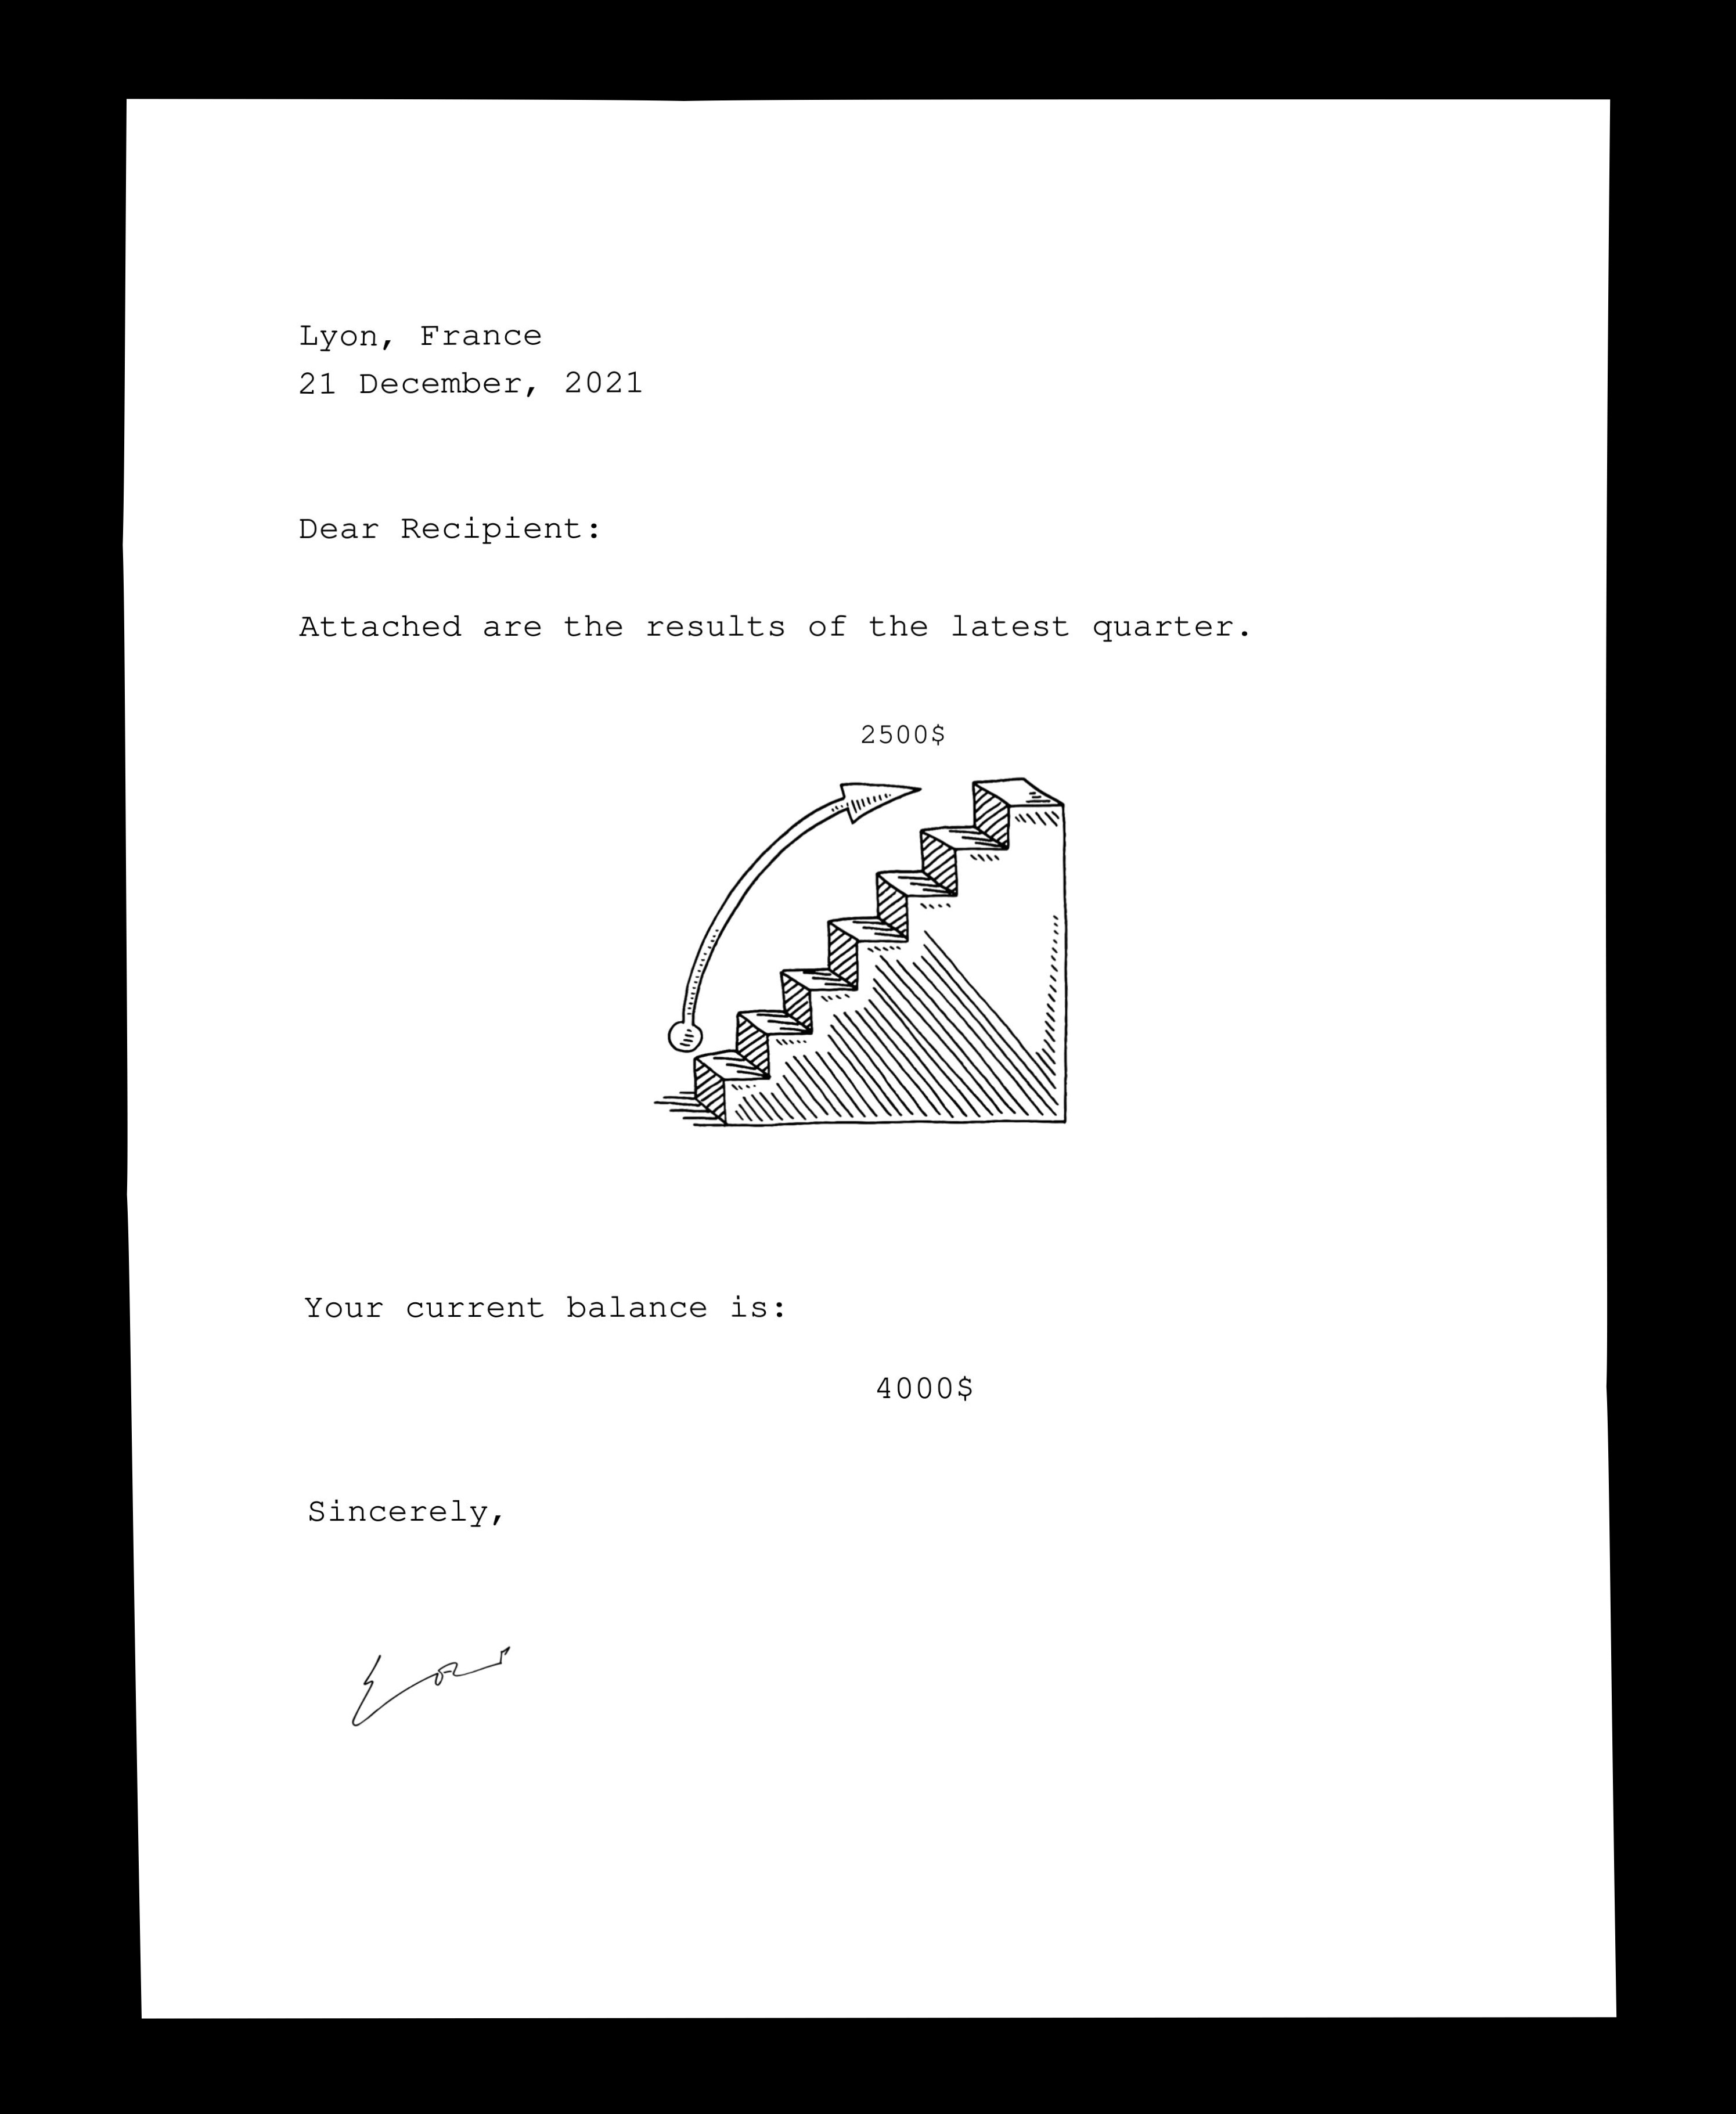 Lyon, France
21 December, 2021
Dear Recipient:
Attached are the results of the latest quarter.
2500$
Your current balance is:
4000$
Sincerely,